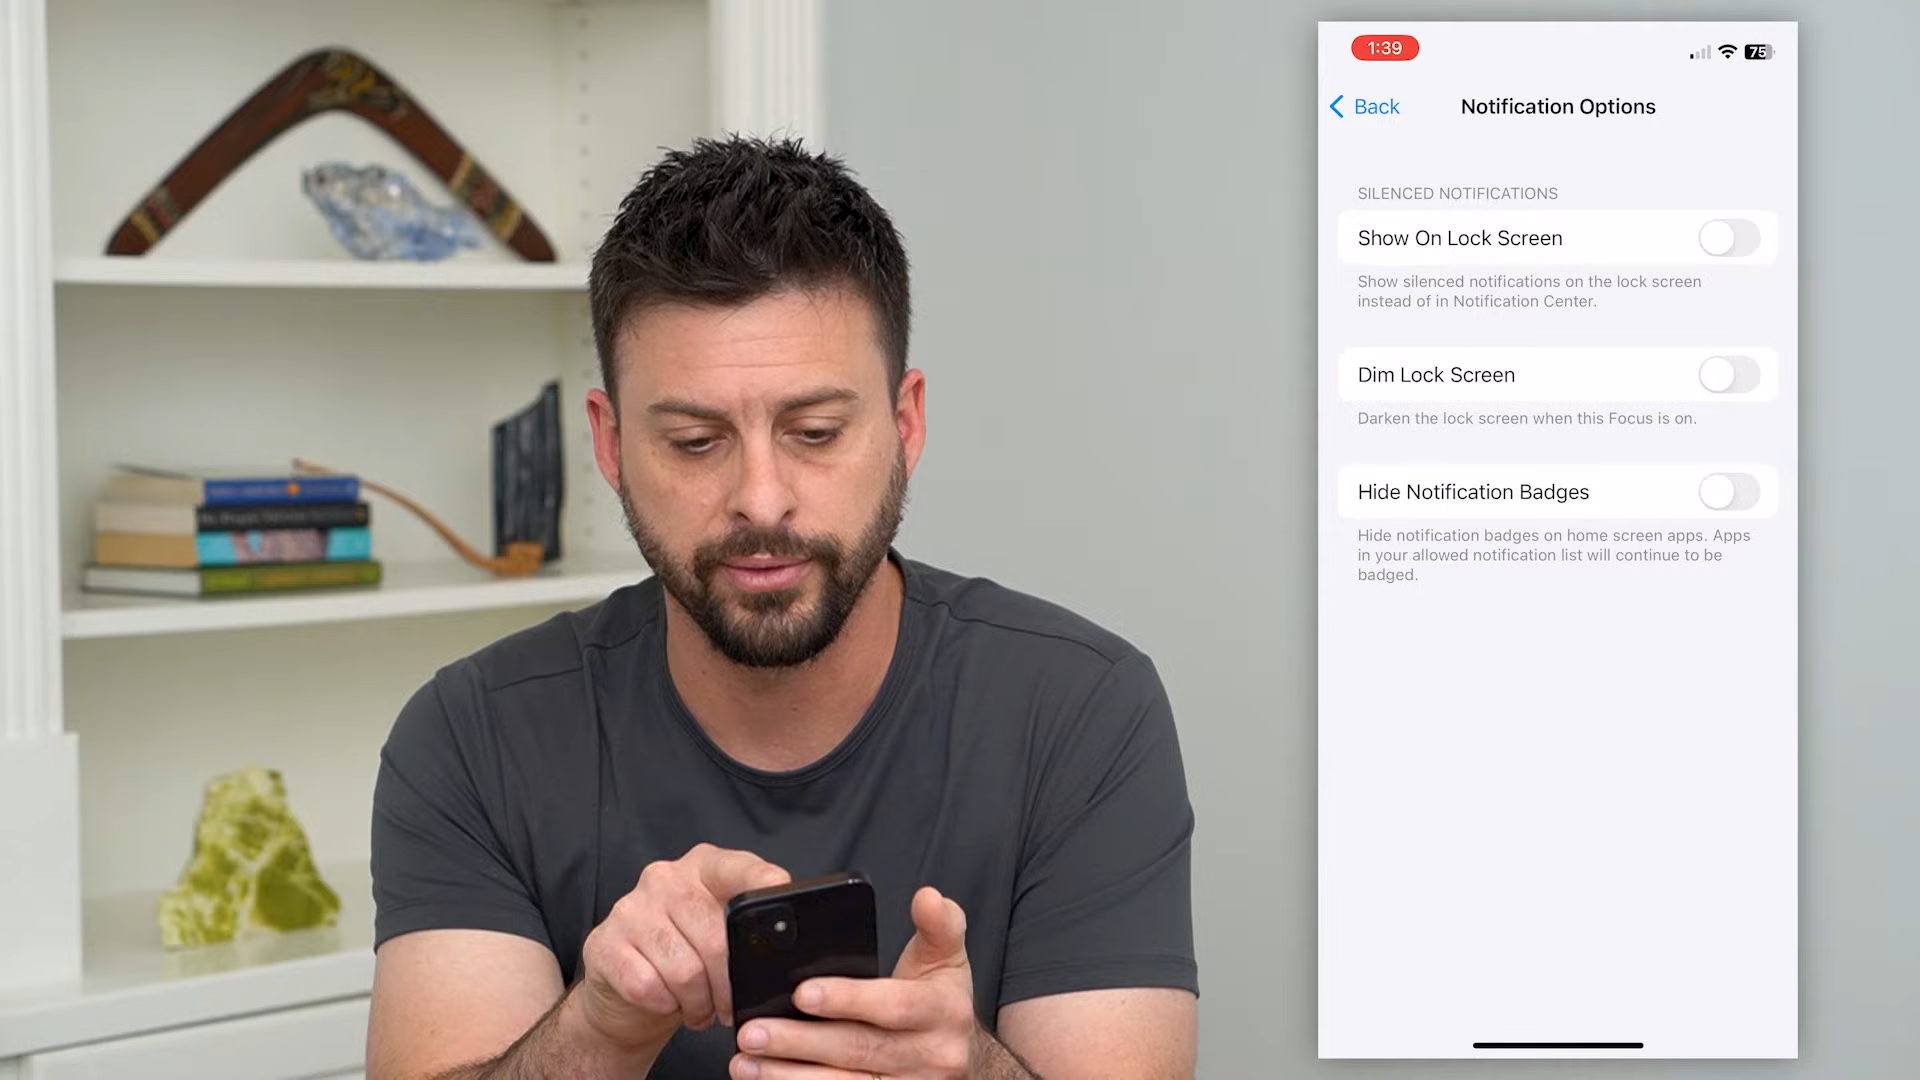 1:39
75
Back
Notification Options
SILENCED NOTIFICATIONS
Show On Lock Screen
Show silenced notifications on the lock screen
instead of in Notification Center.
Dim Lock Screen
Darken the lock screen when this Focus is on.
Hide Notification Badges
Hide notification badges on home screen apps. Apps
in your allowed notification list will continue to be
badged.